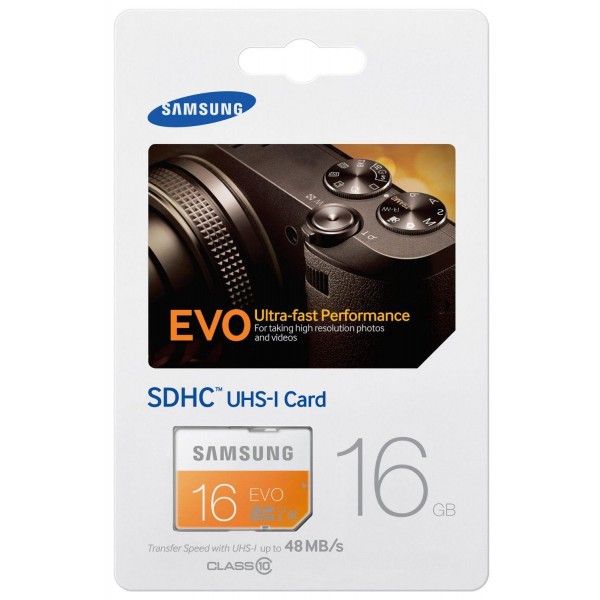 SAMSUNG
EVO Ultra-fast Performance
For taking high resolution photos
and videos
SDHC™ UHS-I Card
SAMSUNG
16 EVO
16 GB
Transfer Speed with UHS-I up to 48 MB/s
CLASS 10